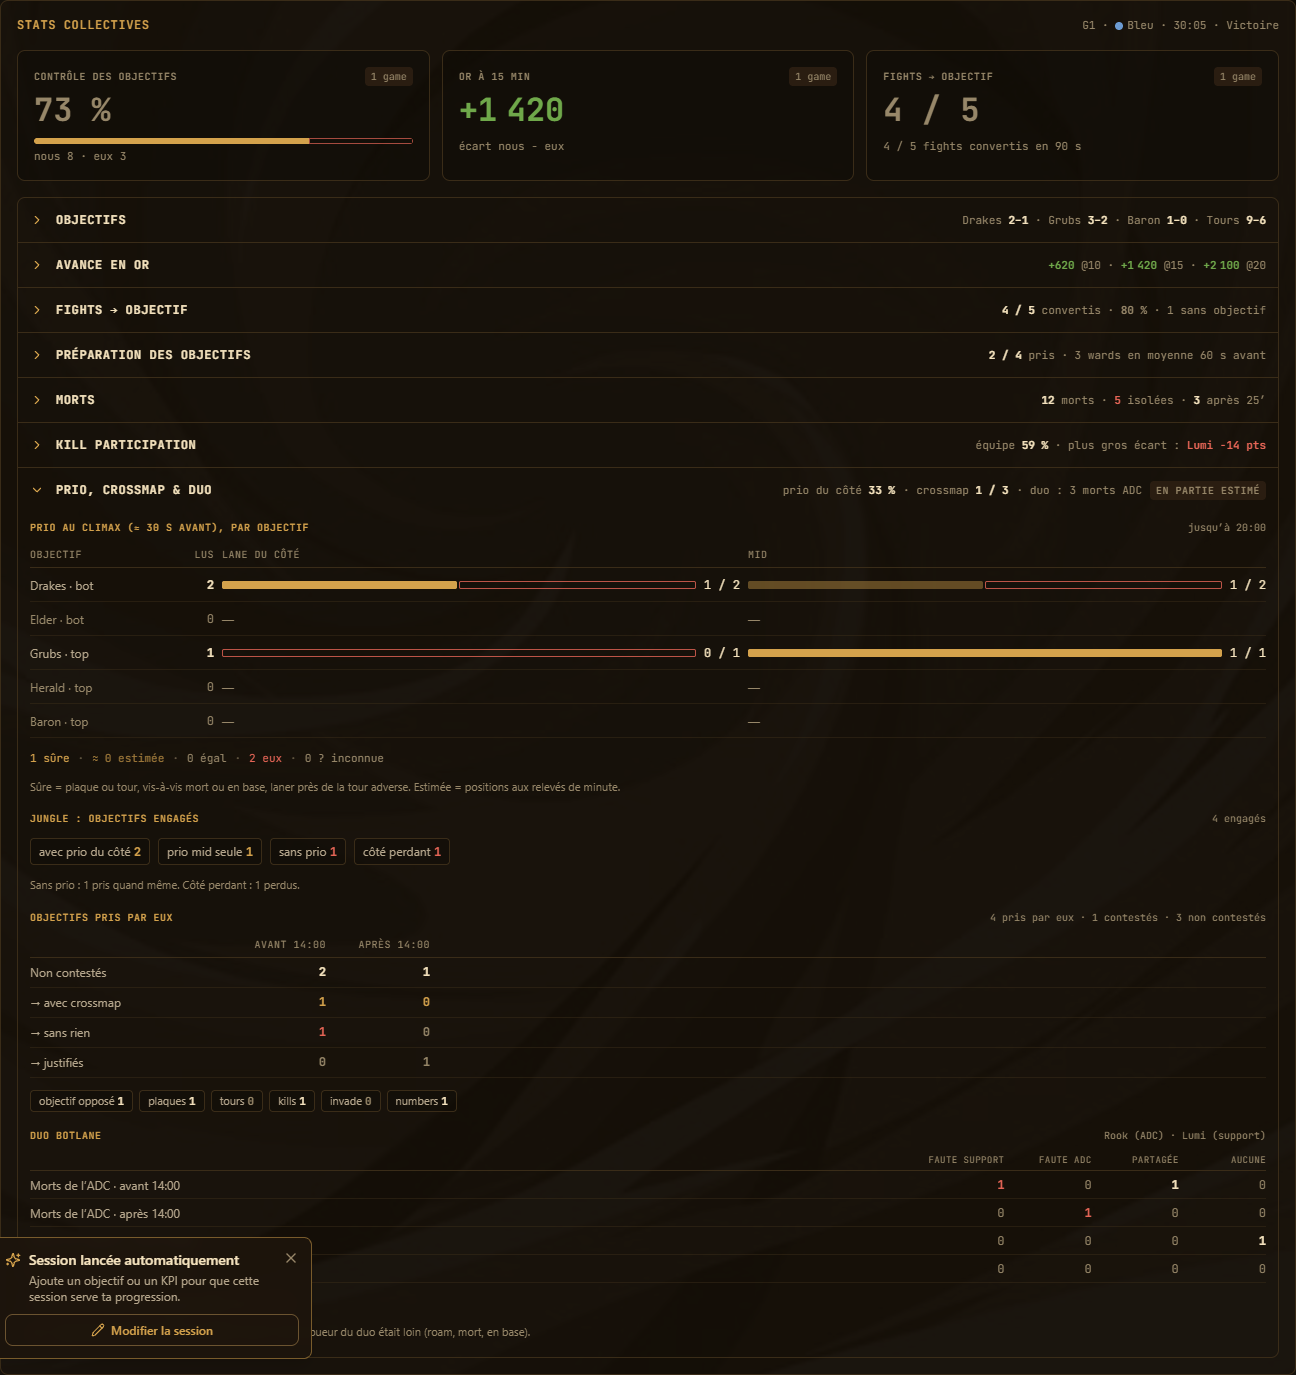 STATS COLLECTIVES
G1 · Bleu · 30:05 · Victoire
CONTRÔLE DES OBJECTIFS
1 game
73 %
nous 8 · eux 3
OR À 15 MIN
1 game
+1 420
écart nous - eux
FIGHTS → OBJECTIF
1 game
4 / 5
4 / 5 fights convertis en 90 s
OBJECTIFS
Drakes 2–1 · Grubs 3–2 · Baron 1–0 · Tours 9–6
AVANCE EN OR
+620 @10 · +1 420 @15 · +2 100 @20
FIGHTS → OBJECTIF
4 / 5 convertis · 80 % · 1 sans objectif
PRÉPARATION DES OBJECTIFS
2 / 4 pris · 3 wards en moyenne 60 s avant
MORTS
12 morts · 5 isolées · 3 après 25’
KILL PARTICIPATION
équipe 59 % · plus gros écart : Lumi -14 pts
PRIO, CROSSMAP & DUO
prio du côté 33 % · crossmap 1 / 3 · duo : 3 morts ADC EN PARTIE ESTIMÉ
PRIO AU CLIMAX (≈ 30 S AVANT), PAR OBJECTIF
jusqu’à 20:00
OBJECTIF LUS LANE DU CÔTÉ MID
Drakes · bot 2 1 / 2 1 / 2
Elder · bot 0 — —
Grubs · top 1 0 / 1 1 / 1
Herald · top 0 — —
Baron · top 0 — —
1 sûre · ≈ 0 estimée · 0 égal · 2 eux · 0 ? inconnue
Sûre = plaque ou tour, vis-à-vis mort ou en base, laner près de la tour adverse. Estimée = positions aux relevés de minute.
JUNGLE : OBJECTIFS ENGAGÉS
4 engagés
avec prio du côté 2
prio mid seule 1
sans prio 1
côté perdant 1
Sans prio : 1 pris quand même. Côté perdant : 1 perdus.
OBJECTIFS PRIS PAR EUX
4 pris par eux · 1 contestés · 3 non contestés
AVANT 14:00 APRÈS 14:00
Non contestés 2 1
→ avec crossmap 1 0
→ sans rien 1 0
→ justifiés 0 1
objectif opposé 1
plaques 1
tours 0
kills 1
invade 0
numbers 1
DUO BOTLANE
Rook (ADC) · Lumi (support)
FAUTE SUPPORT FAUTE ADC PARTAGÉE AUCUNE
Morts de l’ADC · avant 14:00 1 0 1 0
Morts de l’ADC · après 14:00 0 1 0 0
0 0 0 1
0 0 0 0
Session lancée automatiquement
Ajoute un objectif ou un KPI pour que cette
session serve ta progression.
Modifier la session
du duo était loin (roam, mort, en base).